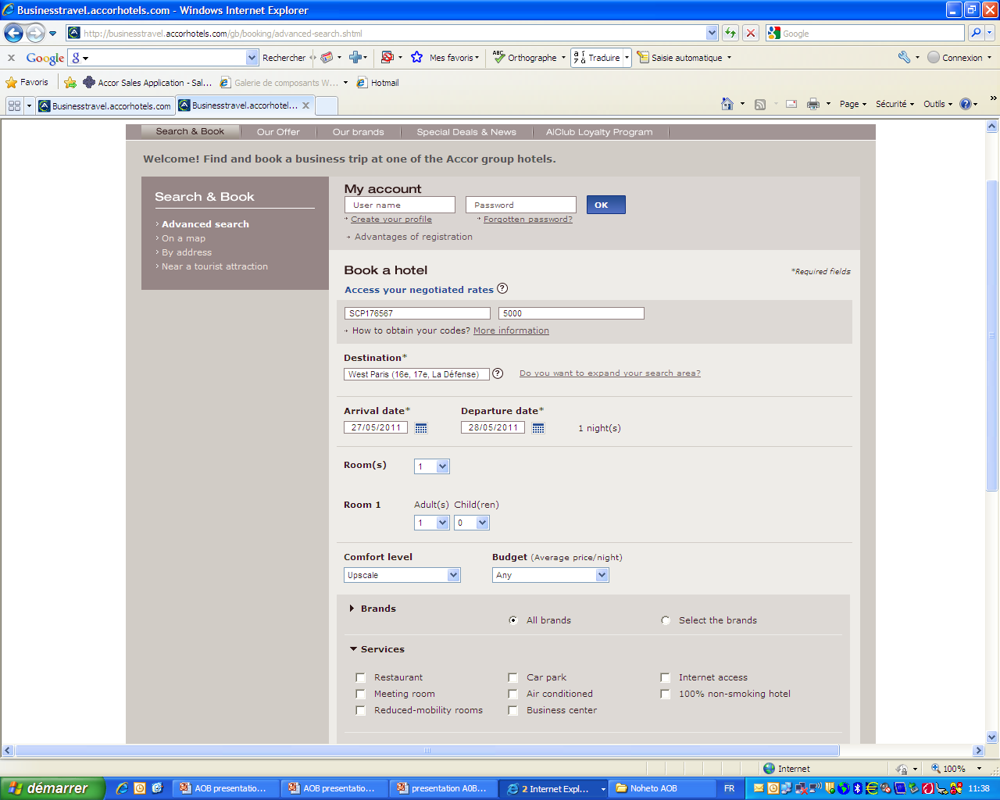 Businesstravel.accorhotels.com - Windows Internet Explorer
http://businesstravel.accorhotels.com/gb/booking/advanced-search.shtml
Google
x Google g Rechercher Mes favoris ABC Orthographe Traduire Saisie automatique Connexion
Favoris Accor Sales Application - Sal... Galerie de composants W... Hotmail
Businesstravel.accorhotels.com Businesstravel.accorhotel... Page Sécurité Outils
Search & Book Our Offer Our brands Special Deals & News A|Club Loyalty Program
Welcome! Find and book a business trip at one of the Accor group hotels.
Search & Book
Advanced search
On a map
By address
Near a tourist attraction
My account
User name Password OK
Create your profile Forgotten password?
Advantages of registration
Book a hotel *Required fields
Access your negotiated rates ?
SCP176567 5000
How to obtain your codes? More information
Destination*
West Paris (16e, 17e, La Défense) ? Do you want to expand your search area?
Arrival date* Departure date*
27/05/2011 28/05/2011 1 night(s)
Room(s) 1
Room 1 Adult(s) Child(ren)
1 0
Comfort level Budget (Average price/night)
Upscale Any
Brands
All brands Select the brands
Services
Restaurant Car park Internet access
Meeting room Air conditioned 100% non-smoking hotel
Reduced-mobility rooms Business center
Internet 100%
démarrer AOB presentatio... AOB presentatio... presentation AOB... 2 Internet Expl... Noheto AOB FR 11:38